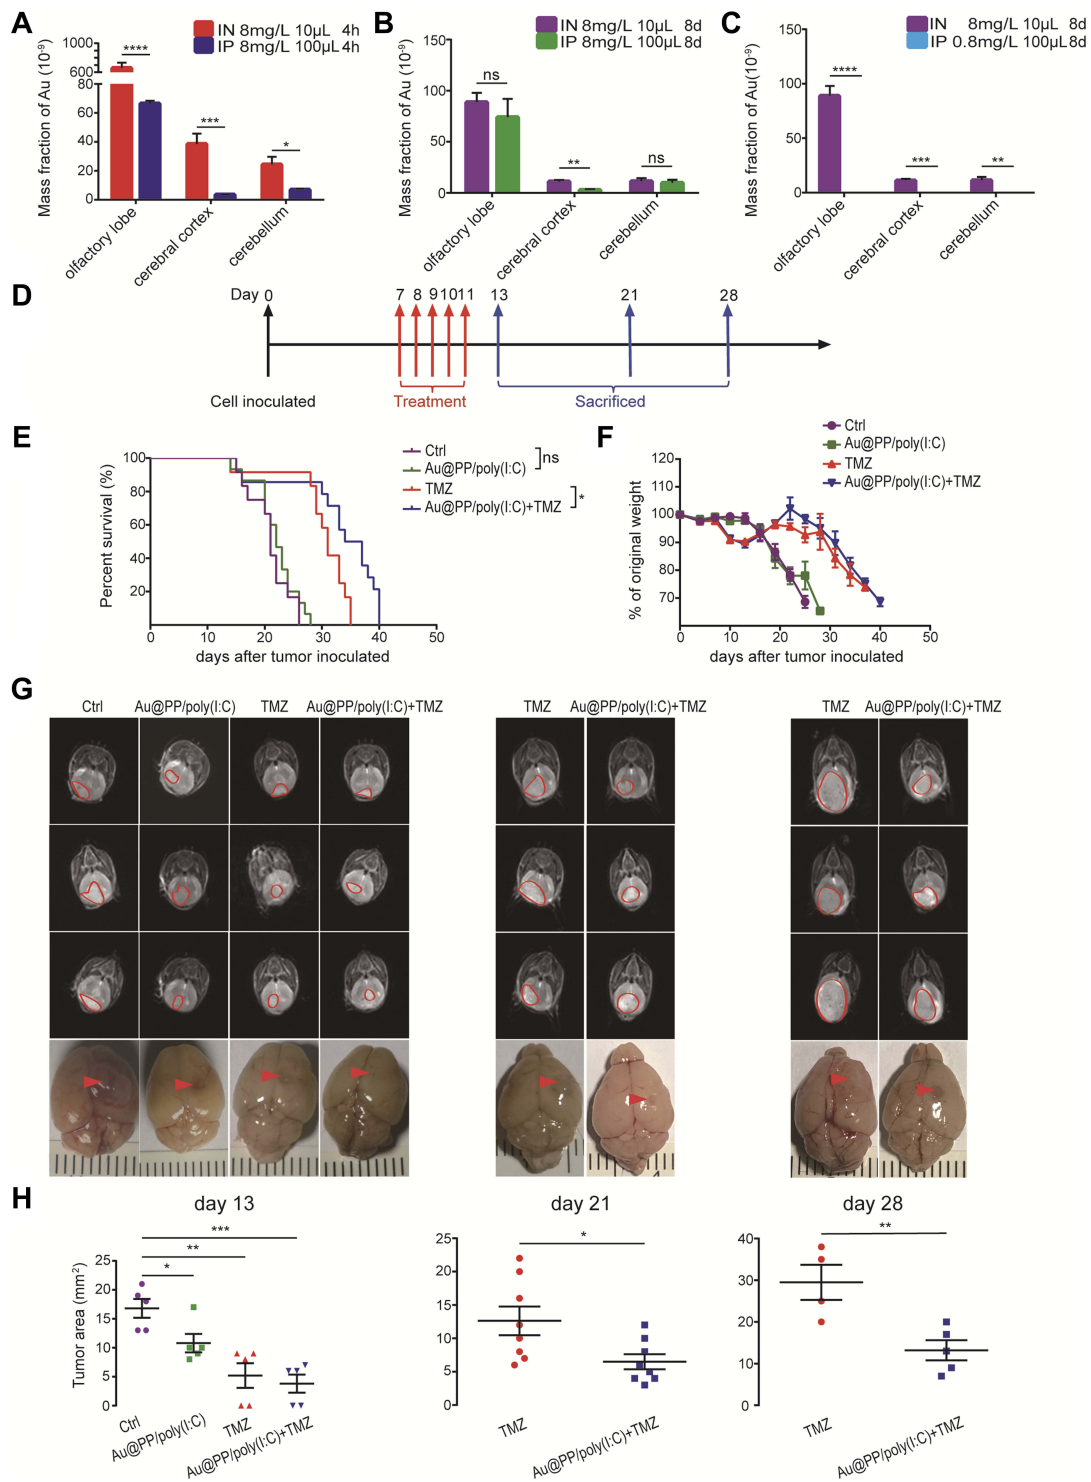 A
IN 8mg/L 10μL 4h
IP 8mg/L 100μL 4h
Mass fraction of Au (10⁻⁹)
1000
600
80
60
40
20
0
****
***
*
olfactory lobe
cerebral cortex
cerebellum
B
IN 8mg/L 10μL 8d
IP 8mg/L 100μL 8d
Mass fraction of Au (10⁻⁹)
150
100
50
0
ns
**
ns
olfactory lobe
cerebral cortex
cerebellum
C
IN 8mg/L 10μL 8d
IP 0.8mg/L 100μL 8d
Mass fraction of Au(10⁻⁹)
150
100
50
0
****
***
**
olfactory lobe
cerebral cortex
cerebellum
D
Day 0 7 8 9 10 11 13 21 28
Cell inoculated
Treatment
Sacrificed
E
Ctrl
Au@PP/poly(I:C)
TMZ
Au@PP/poly(I:C)+TMZ
ns
*
Percent survival (%)
100
80
60
40
20
0 10 20 30 40 50
days after tumor inoculated
F
Ctrl
Au@PP/poly(I:C)
TMZ
Au@PP/poly(I:C)+TMZ
% of original weight
120
110
100
90
80
70
0 10 20 30 40 50
days after tumor inoculated
G
Ctrl Au@PP/poly(I:C) TMZ Au@PP/poly(I:C)+TMZ
TMZ Au@PP/poly(I:C)+TMZ
TMZ Au@PP/poly(I:C)+TMZ
H
day 13
Tumor area (mm²)
25
20
15
10
5
0
***
**
*
Ctrl
Au@PP/poly(I:C)
TMZ
Au@PP/poly(I:C)+TMZ
day 21
25
20
15
10
5
0
*
TMZ
Au@PP/poly(I:C)+TMZ
day 28
40
30
20
10
0
**
TMZ
Au@PP/poly(I:C)+TMZ